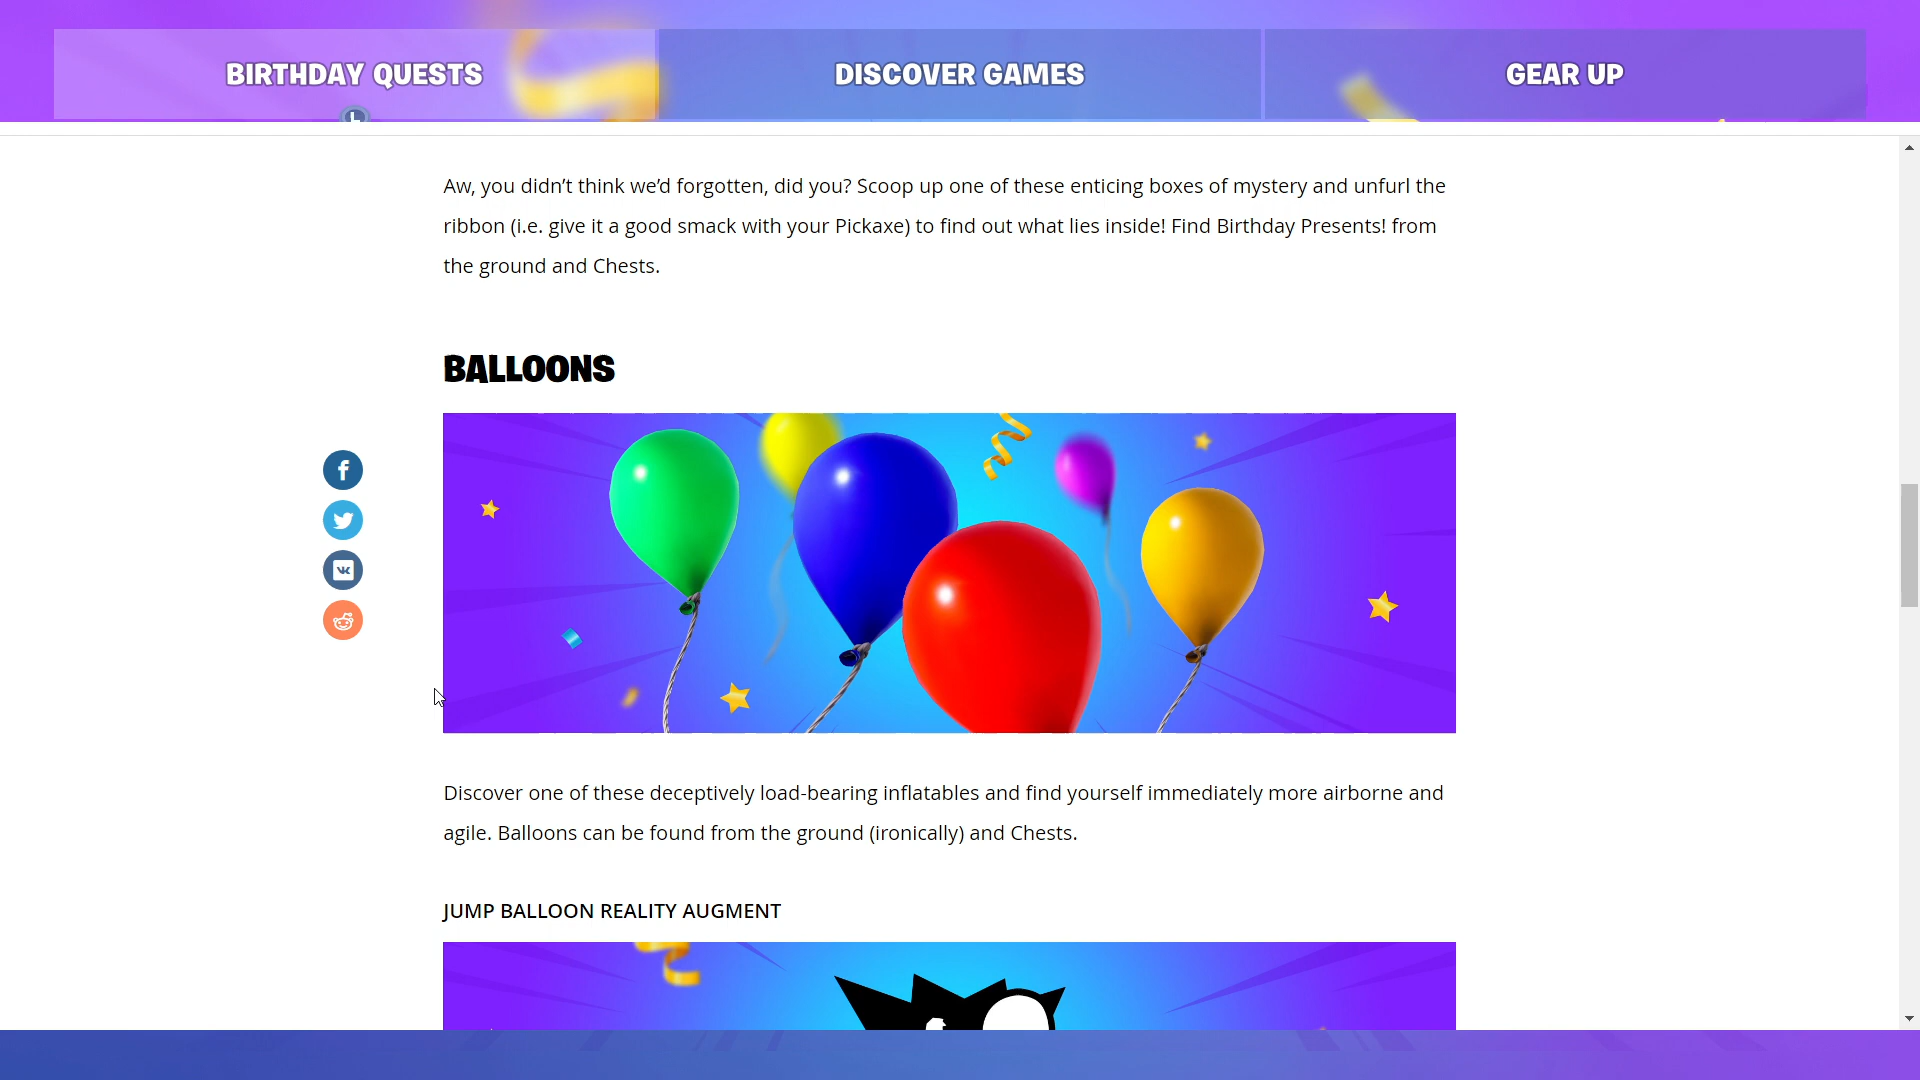 BIRTHDAY QUESTS
DISCOVER GAMES
GEAR UP
L
Aw, you didn’t think we’d forgotten, did you? Scoop up one of these enticing boxes of mystery and unfurl the
ribbon (i.e. give it a good smack with your Pickaxe) to find out what lies inside! Find Birthday Presents! from
the ground and Chests.
BALLOONS
Discover one of these deceptively load-bearing inflatables and find yourself immediately more airborne and
agile. Balloons can be found from the ground (ironically) and Chests.
JUMP BALLOON REALITY AUGMENT